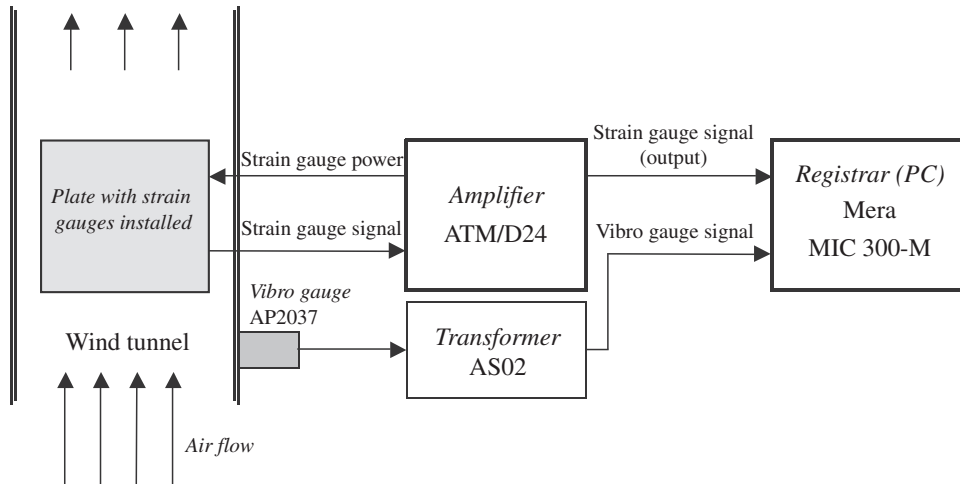 Plate with strain
gauges installed
Strain gauge power
Strain gauge signal
Vibro gauge
AP2037
Wind tunnel
Air flow
Amplifier
ATM/D24
Transformer
AS02
Strain gauge signal
(output)
Vibro gauge signal
Registrar (PC)
Mera
MIC 300-M